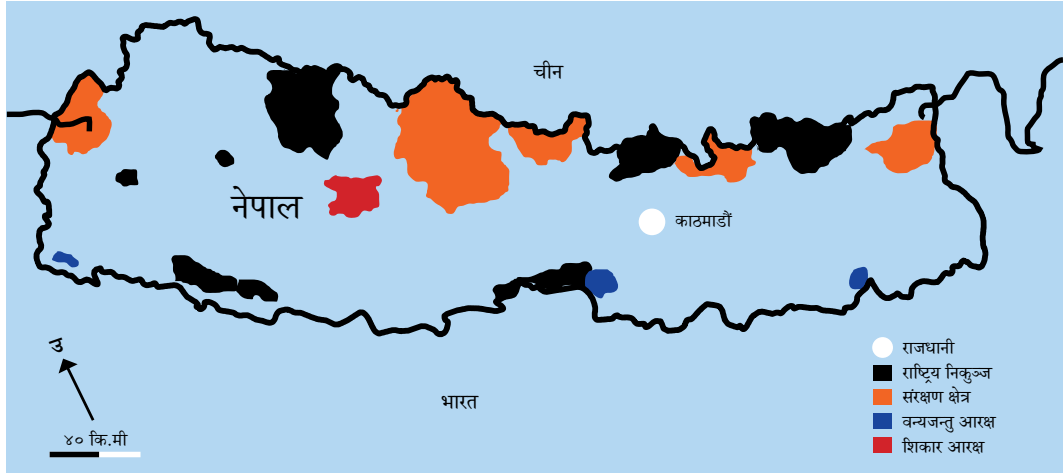 चीन
नेपाल
काठमाडौं
उ
४० कि.मी
भारत
राजधानी
राष्ट्रिय निकुञ्ज
संरक्षण क्षेत्र
वन्यजन्तु आरक्ष
शिकार आरक्ष